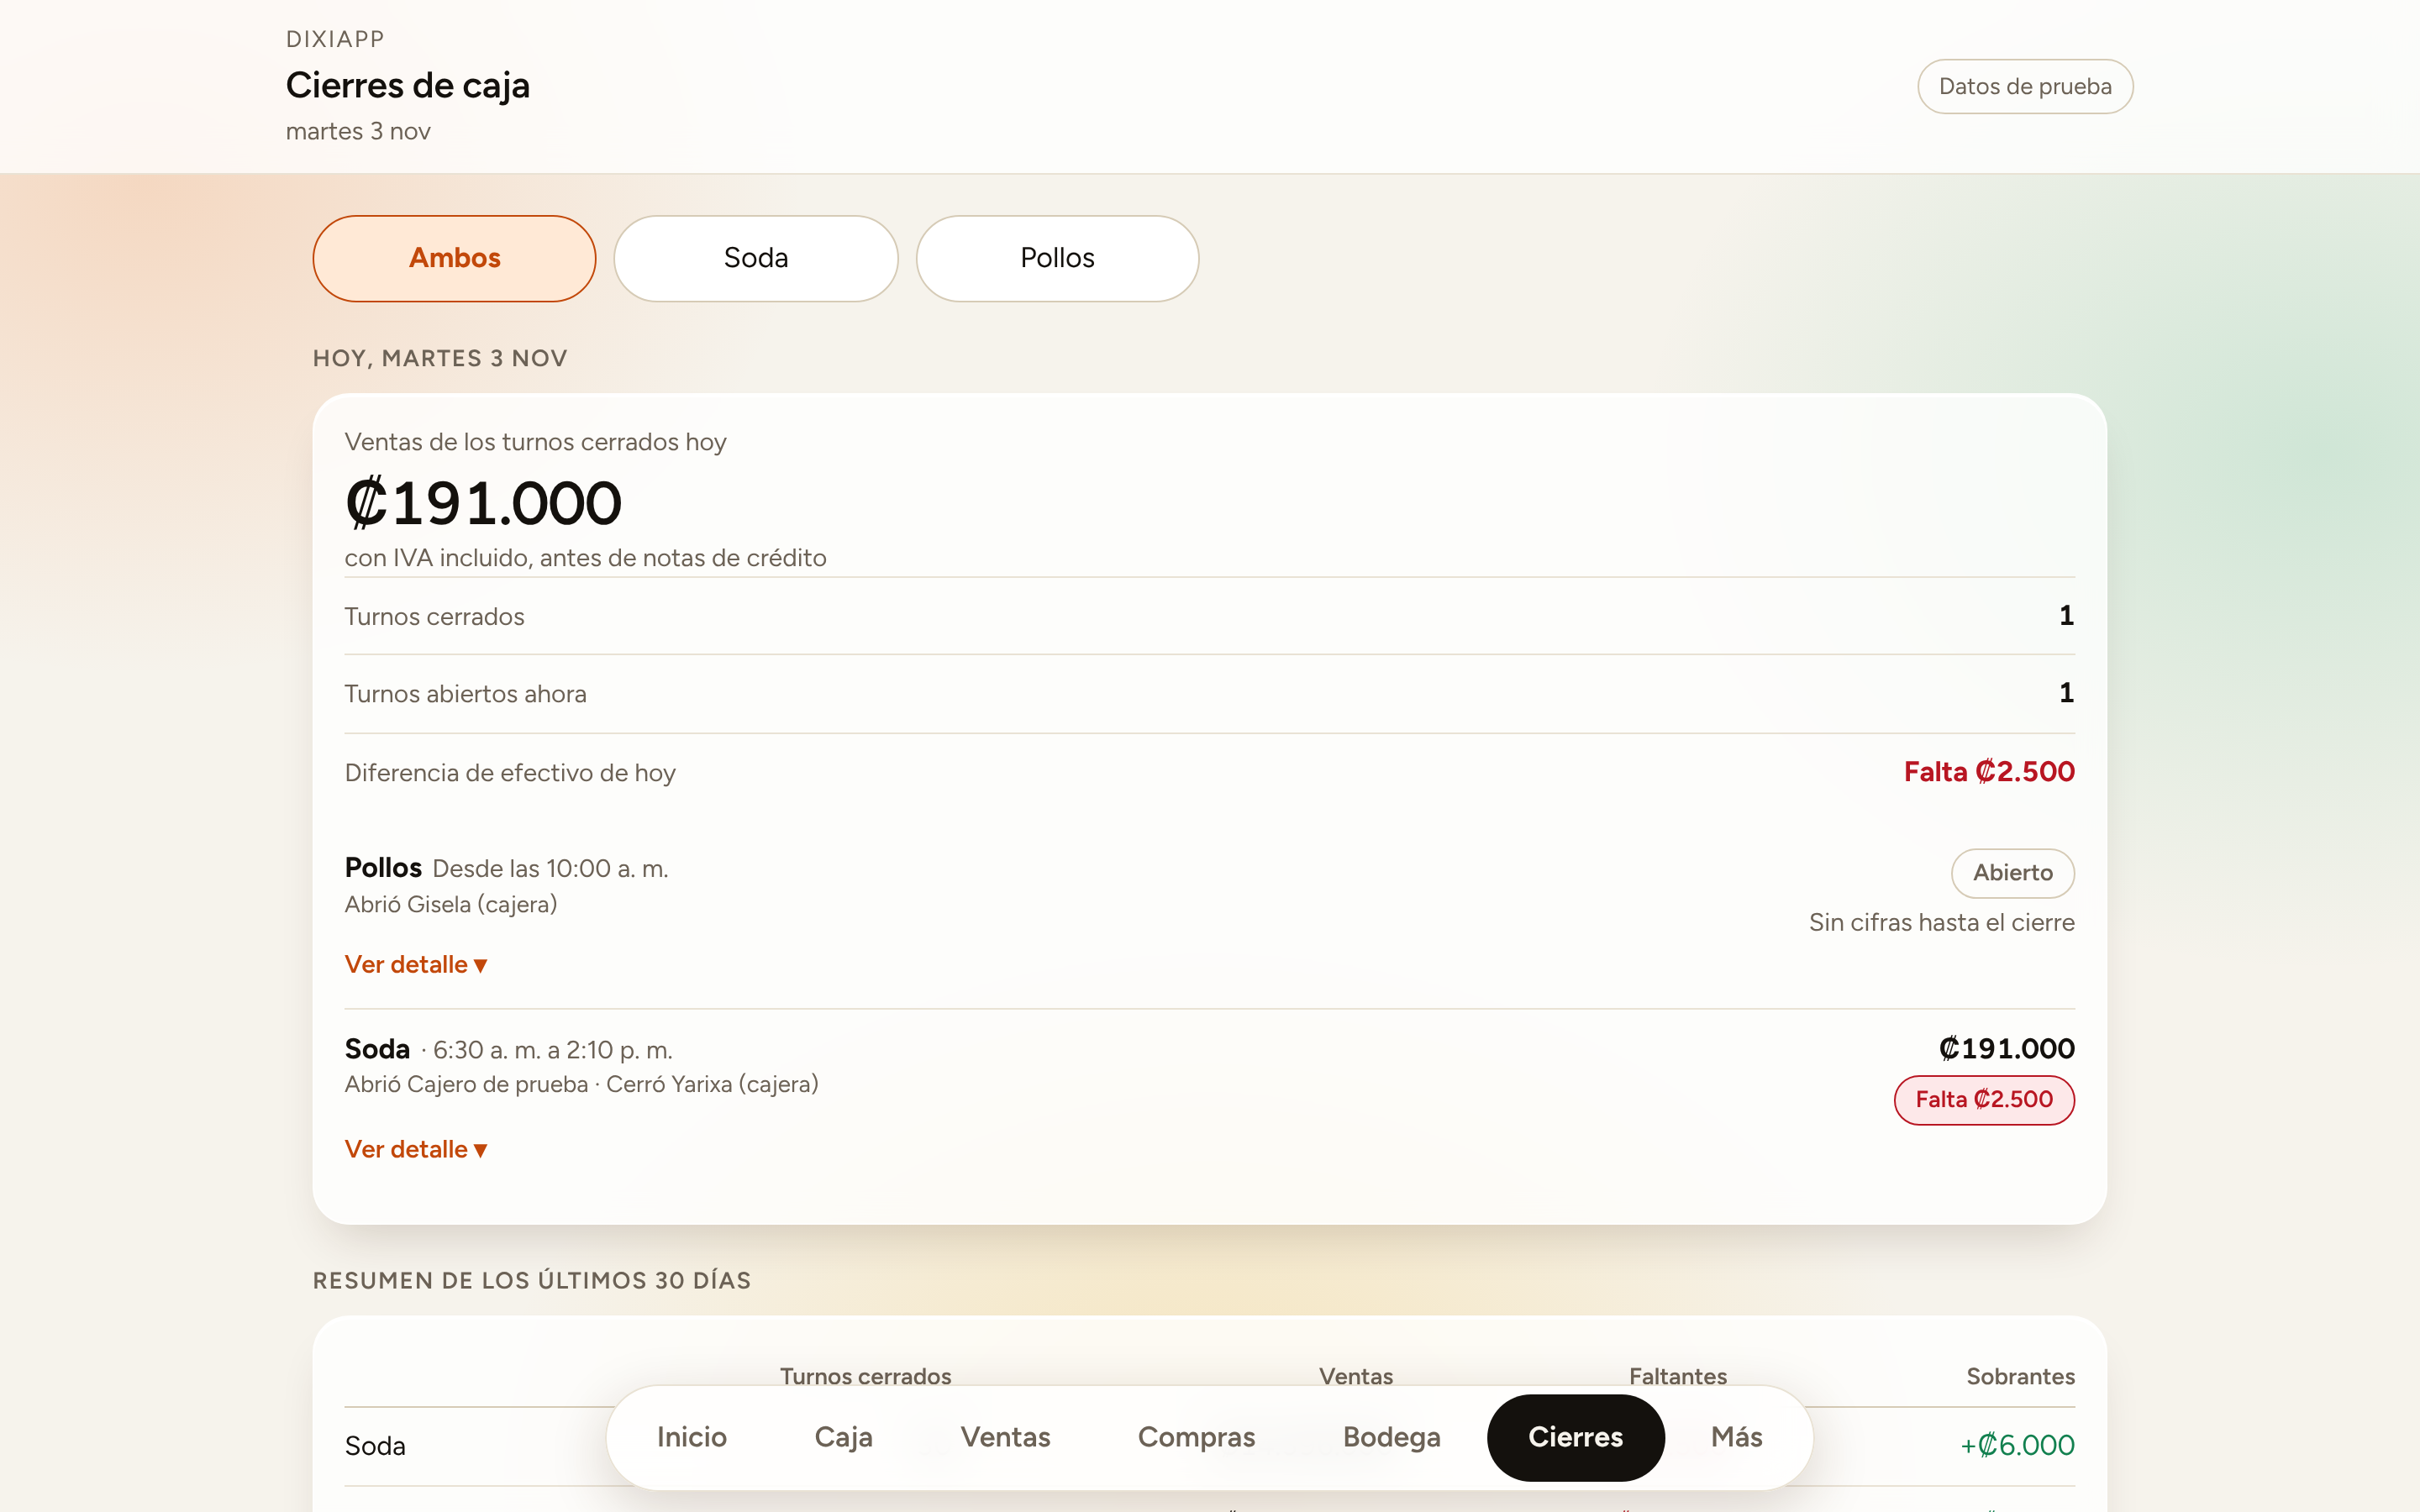 DIXIAPP
Cierres de caja
martes 3 nov
Datos de prueba
Ambos
Soda
Pollos
HOY, MARTES 3 NOV
Ventas de los turnos cerrados hoy
₡191.000
con IVA incluido, antes de notas de crédito
Turnos cerrados 1
Turnos abiertos ahora 1
Diferencia de efectivo de hoy Falta ₡2.500
Pollos Desde las 10:00 a. m. Abierto
Abrió Gisela (cajera) Sin cifras hasta el cierre
Ver detalle ▾
Soda · 6:30 a. m. a 2:10 p. m. ₡191.000
Abrió Cajero de prueba · Cerró Yarixa (cajera) Falta ₡2.500
Ver detalle ▾
RESUMEN DE LOS ÚLTIMOS 30 DÍAS
Turnos cerrados Ventas Faltantes Sobrantes
Soda +₡6.000
Inicio Caja Ventas Compras Bodega Cierres Más